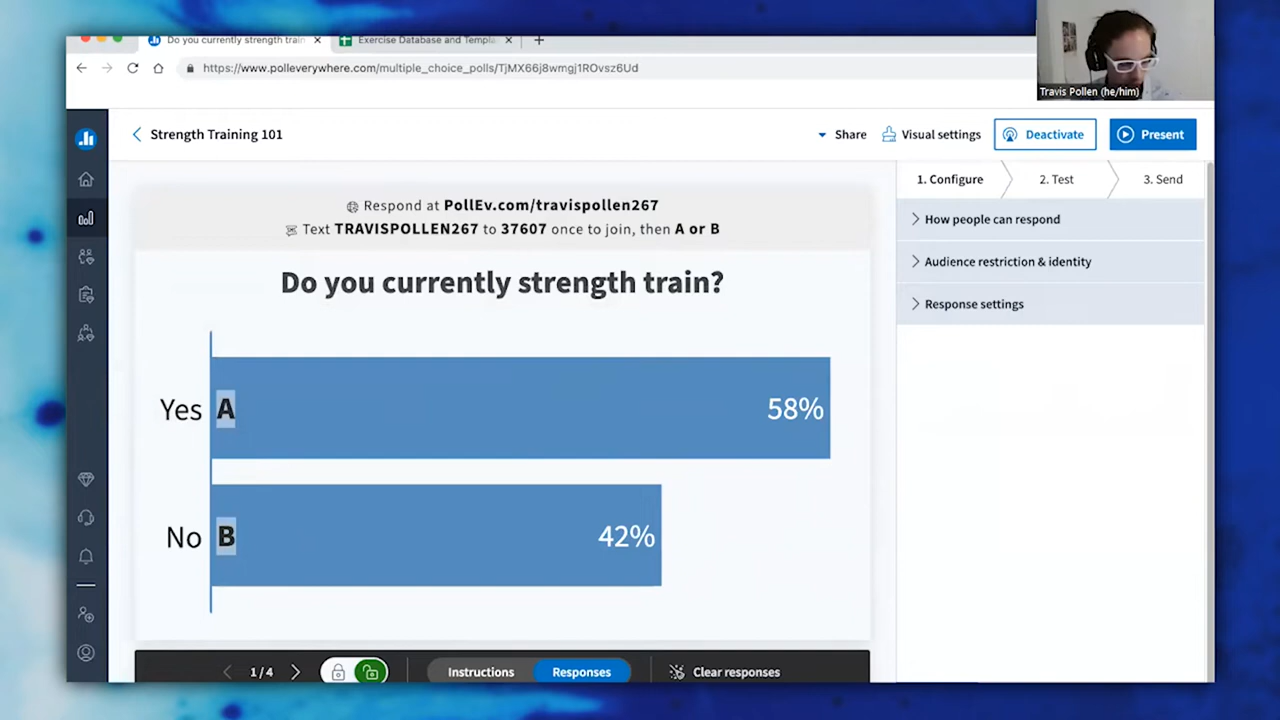 Do you currently strength train
Exercise Database and Templa
https://www.polleverywhere.com/multiple_choice_polls/TjMX66j8wmgj1ROvsz6Ud
Travis Pollen (he/him)
Strength Training 101
Share
Visual settings
Deactivate
Present
1. Configure
2. Test
3. Send
Respond at PollEv.com/travispollen267
Text TRAVISPOLLEN267 to 37607 once to join, then A or B
How people can respond
Audience restriction & identity
Response settings
Do you currently strength train?
Yes A 58%
No B 42%
1 / 4
Instructions
Responses
Clear responses